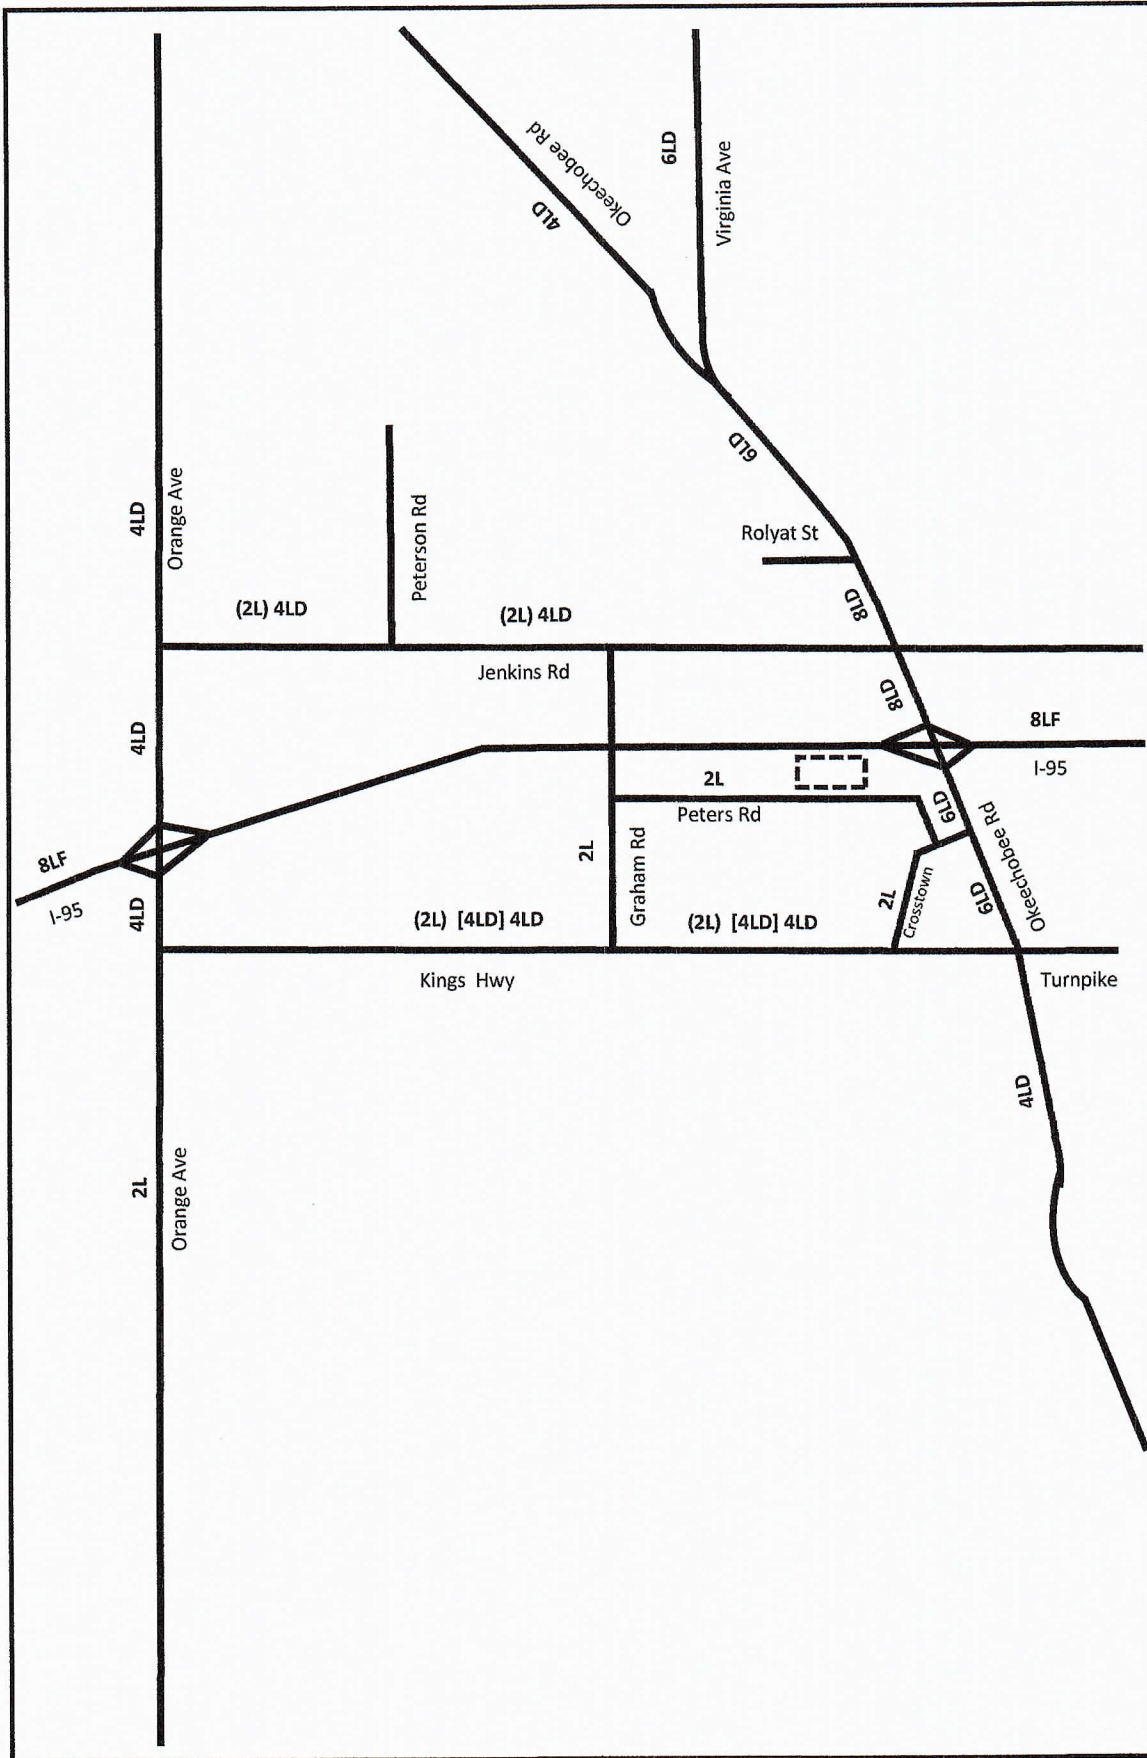 Okeechobee Rd
4LD
6LD
Virginia Ave
4LD
Orange Ave
Peterson Rd
6LD
Rolyat St
8LD
(2L) 4LD
(2L) 4LD
Jenkins Rd
8LD
8LF
I-95
4LD
2L
Peters Rd
6LD
Okeechobee Rd
8LF
I-95
4LD
2L
Graham Rd
2L
Crosstown
6LD
(2L) [4LD] 4LD
(2L) [4LD] 4LD
Kings Hwy
Turnpike
4LD
2L
Orange Ave